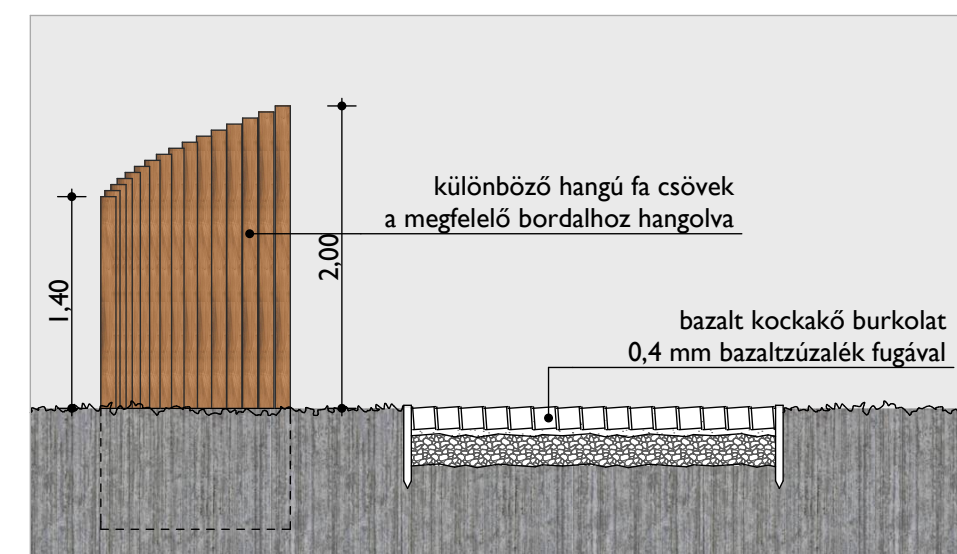 különböző hangú fa csövek
a megfelelő bordalhoz hangolva
2,00
1,40
bazalt kockakő burkolat
0,4 mm bazaltzúzalék fugával